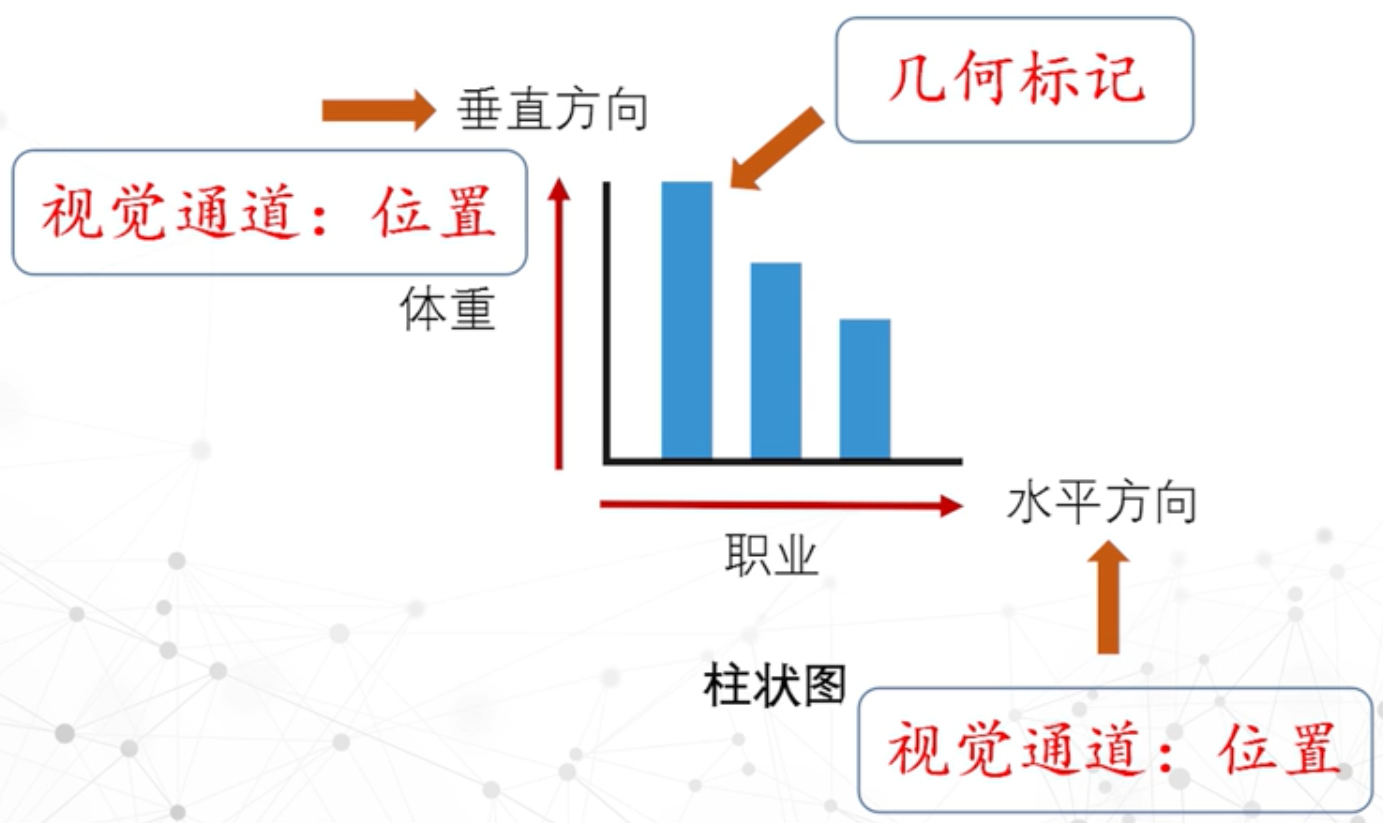 几何标记
垂直方向
视觉通道：位置
体重
水平方向
职业
柱状图
视觉通道：位置